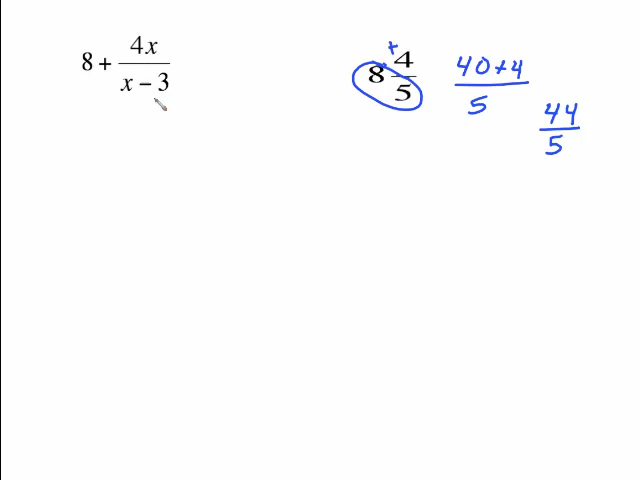 8 + 4x / (x − 3)
8 + 4/5
40+4 / 5
44 / 5